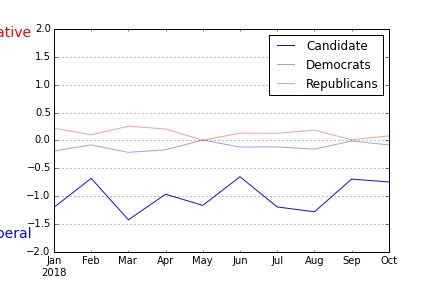 2.0
ative
Candidate
Democrats
Republicans
1.5
1.0
0.5
0.0
−0.5
−1.0
−1.5
beral
−2.0
Jan Feb Mar Apr May Jun Jul Aug Sep Oct
2018